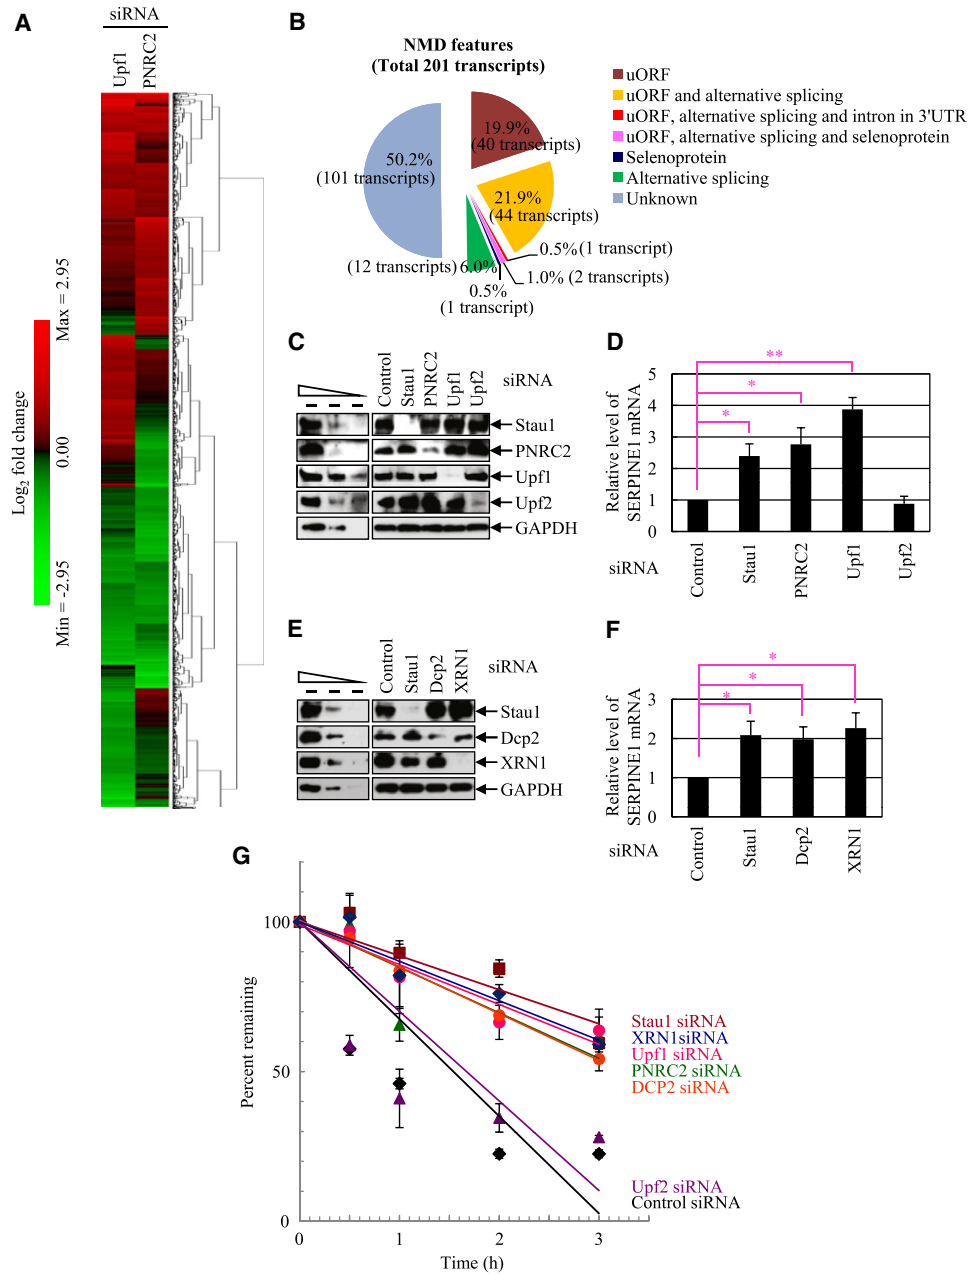 A
siRNA
Upf1
PNRC2
Max = 2.95
0.00
Min = -2.95
Log2 fold change
B
NMD features
(Total 201 transcripts)
19.9%
(40 transcripts)
50.2%
(101 transcripts)
21.9%
(44 transcripts)
(12 transcripts)
6.0%
0.5% (1 transcript)
1.0% (2 transcripts)
0.5%
(1 transcript)
uORF
uORF and alternative splicing
uORF, alternative splicing and intron in 3'UTR
uORF, alternative splicing and selenoprotein
Selenoprotein
Alternative splicing
Unknown
C
Control
Stau1
PNRC2
Upf1
Upf2
siRNA
Stau1
PNRC2
Upf1
Upf2
GAPDH
D
**
*
*
5
4
3
2
1
0
Relative level of
SERPINE1 mRNA
siRNA
Control
Stau1
PNRC2
Upf1
Upf2
E
Control
Stau1
Dcp2
XRN1
siRNA
Stau1
Dcp2
XRN1
GAPDH
F
*
*
*
3
2
1
0
Relative level of
SERPINE1 mRNA
siRNA
Control
Stau1
Dcp2
XRN1
G
100
50
0
Percent remaining
0
1
2
3
Time (h)
Stau1 siRNA
XRN1siRNA
Upf1 siRNA
PNRC2 siRNA
DCP2 siRNA
Upf2 siRNA
Control siRNA